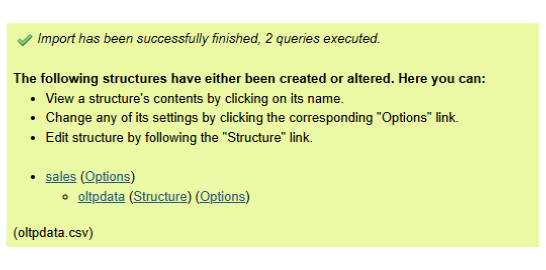 Import has been successfully finished, 2 queries executed.
The following structures have either been created or altered. Here you can:
• View a structure's contents by clicking on its name.
• Change any of its settings by clicking the corresponding "Options" link.
• Edit structure by following the "Structure" link.
• sales (Options)
○ oltpdata (Structure) (Options)
(oltpdata.csv)